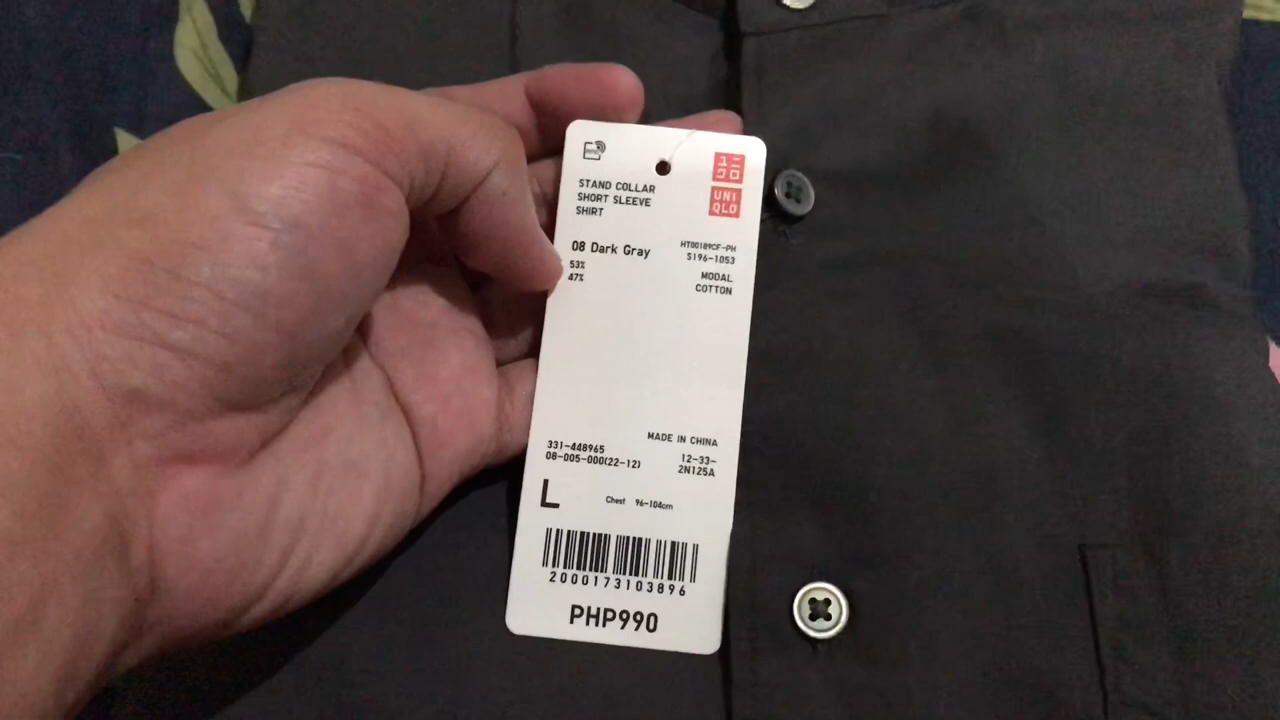 ユニ
クロ
UNI
QLO
STAND COLLAR
SHORT SLEEVE
SHIRT
08 Dark Gray
HT00189CF-PH
S196-1053
53% MODAL
47% COTTON
MADE IN CHINA
331-448965
08-005-000(22-12)
12-33-
2N125A
L Chest 96-104cm
2000173103896
PHP990